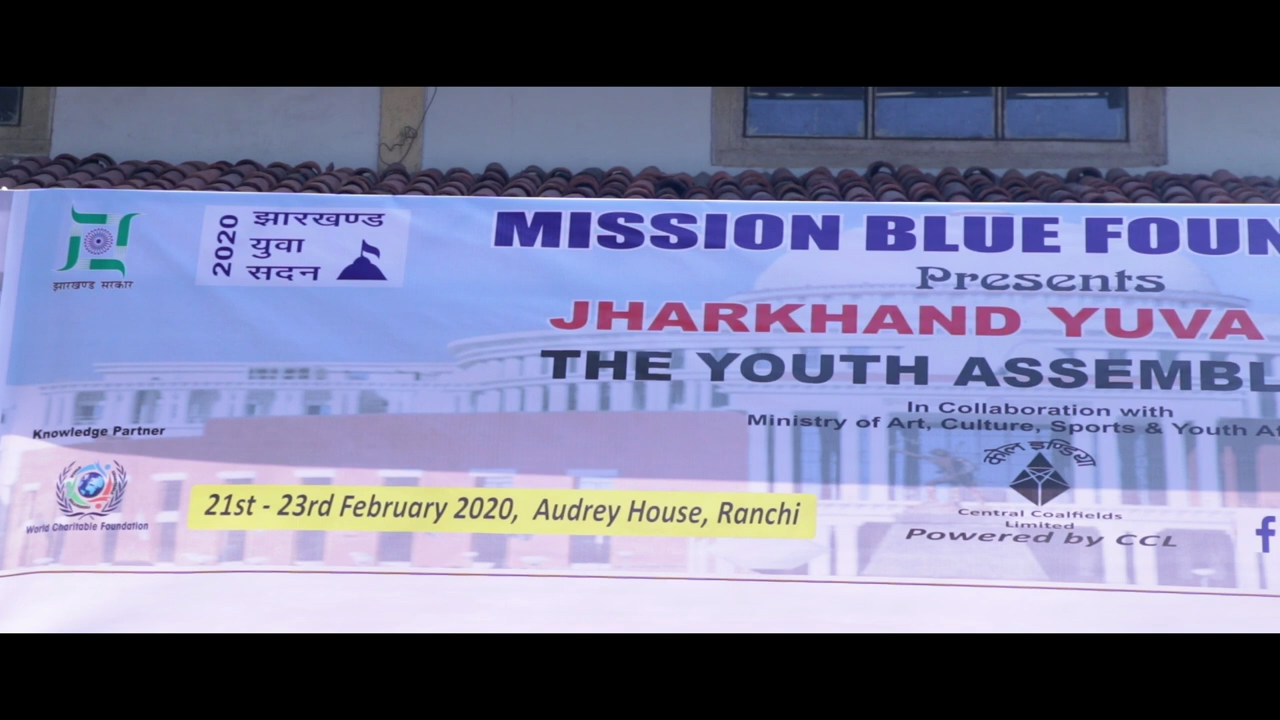 झारखण्ड सरकार
2020
झारखण्ड
युवा
सदन
MISSION BLUE FOUN
Presents
JHARKHAND YUVA
THE YOUTH ASSEMBL
In Collaboration with
Ministry of Art, Culture, Sports & Youth Af
कोल इण्डिया
Central Coalfields
Limited
Powered by CCL
Knowledge Partner
World Charitable Foundation
21st - 23rd February 2020, Audrey House, Ranchi
f